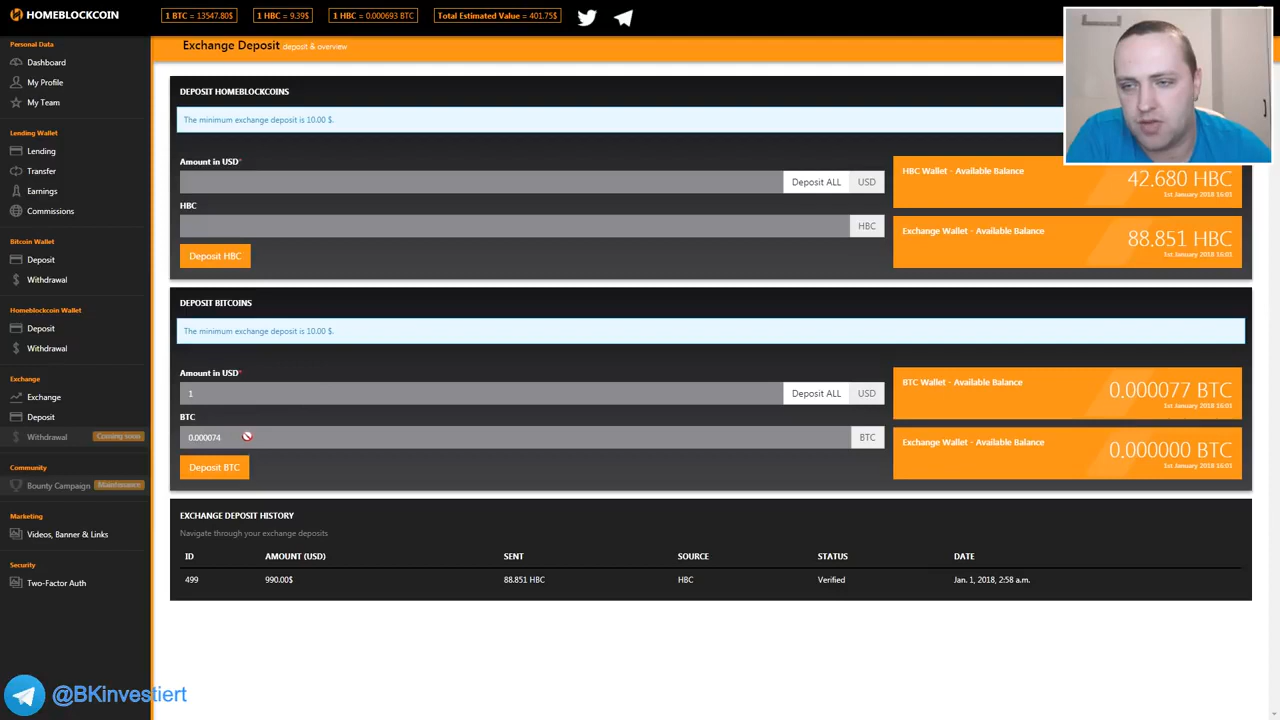 HOMEBLOCKCOIN
1 BTC = 13547.80$
1 HBC = 9.39$
1 HBC = 0.000693 BTC
Total Estimated Value = 401.75$
Exchange Deposit deposit & overview
Personal Data
Dashboard
My Profile
My Team
Lending Wallet
Lending
Transfer
Earnings
Commissions
Bitcoin Wallet
Deposit
Withdrawal
Homeblockcoin Wallet
Deposit
Withdrawal
Exchange
Exchange
Deposit
Withdrawal Coming soon
Community
Bounty Campaign Maintenance
Marketing
Videos, Banner & Links
Security
Two-Factor Auth
DEPOSIT HOMEBLOCKCOINS
The minimum exchange deposit is 10.00 $.
Amount in USD*
Deposit ALL USD
HBC
HBC
Deposit HBC
HBC Wallet - Available Balance
42.680 HBC
1st January 2018 16:01
Exchange Wallet - Available Balance
88.851 HBC
1st January 2018 16:01
DEPOSIT BITCOINS
The minimum exchange deposit is 10.00 $.
Amount in USD*
1 Deposit ALL USD
BTC
0.000074 BTC
Deposit BTC
BTC Wallet - Available Balance
0.000077 BTC
1st January 2018 16:01
Exchange Wallet - Available Balance
0.000000 BTC
1st January 2018 16:01
EXCHANGE DEPOSIT HISTORY
Navigate through your exchange deposits
ID AMOUNT (USD) SENT SOURCE STATUS DATE
499 990.00$ 88.851 HBC HBC Verified Jan. 1, 2018, 2:58 a.m.
@BKinvestiert